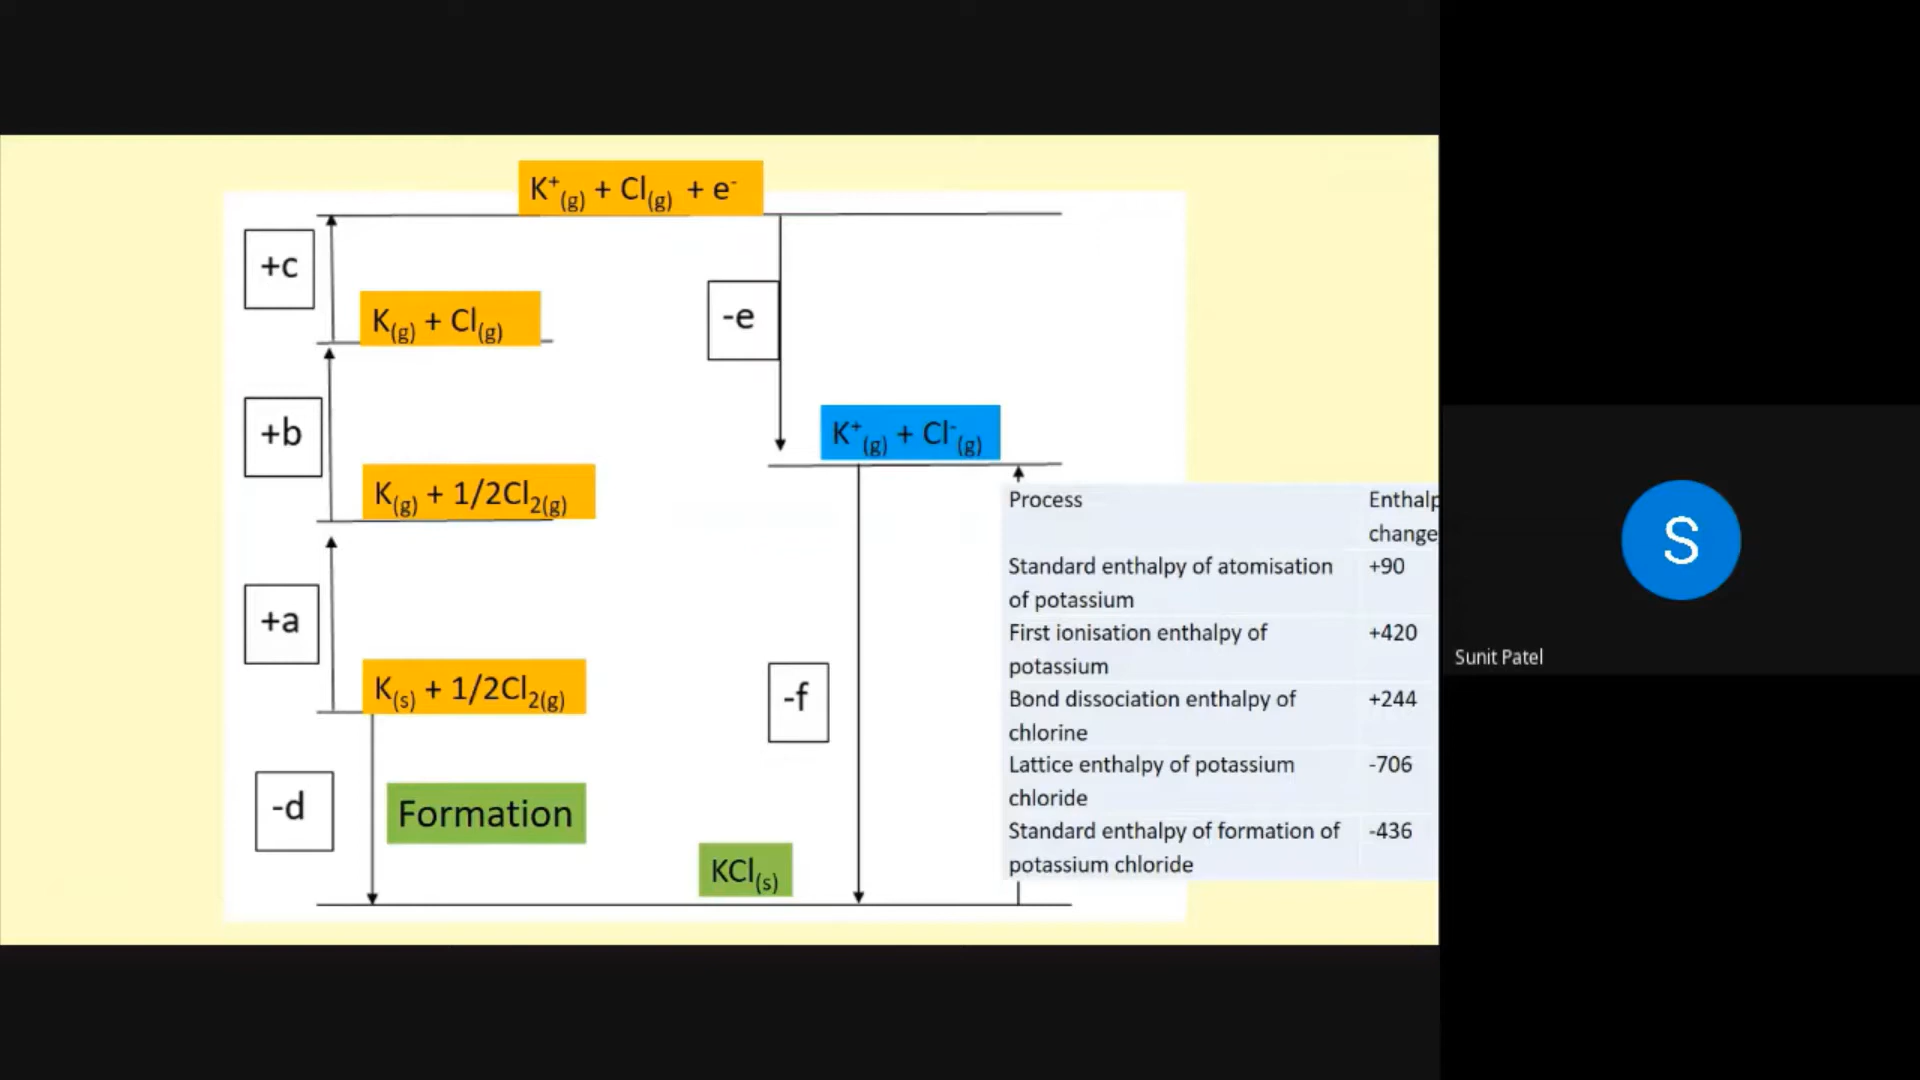 K⁺(g) + Cl(g) + e⁻
+c
K(g) + Cl(g)
-e
+b
K⁺(g) + Cl⁻(g)
K(g) + 1/2Cl₂(g)
+a
K(s) + 1/2Cl₂(g)
-f
-d
Formation
KCl(s)
Process Enthalp
change
Standard enthalpy of atomisation +90
of potassium
First ionisation enthalpy of +420
potassium
Bond dissociation enthalpy of +244
chlorine
Lattice enthalpy of potassium -706
chloride
Standard enthalpy of formation of -436
potassium chloride
S
Sunit Patel